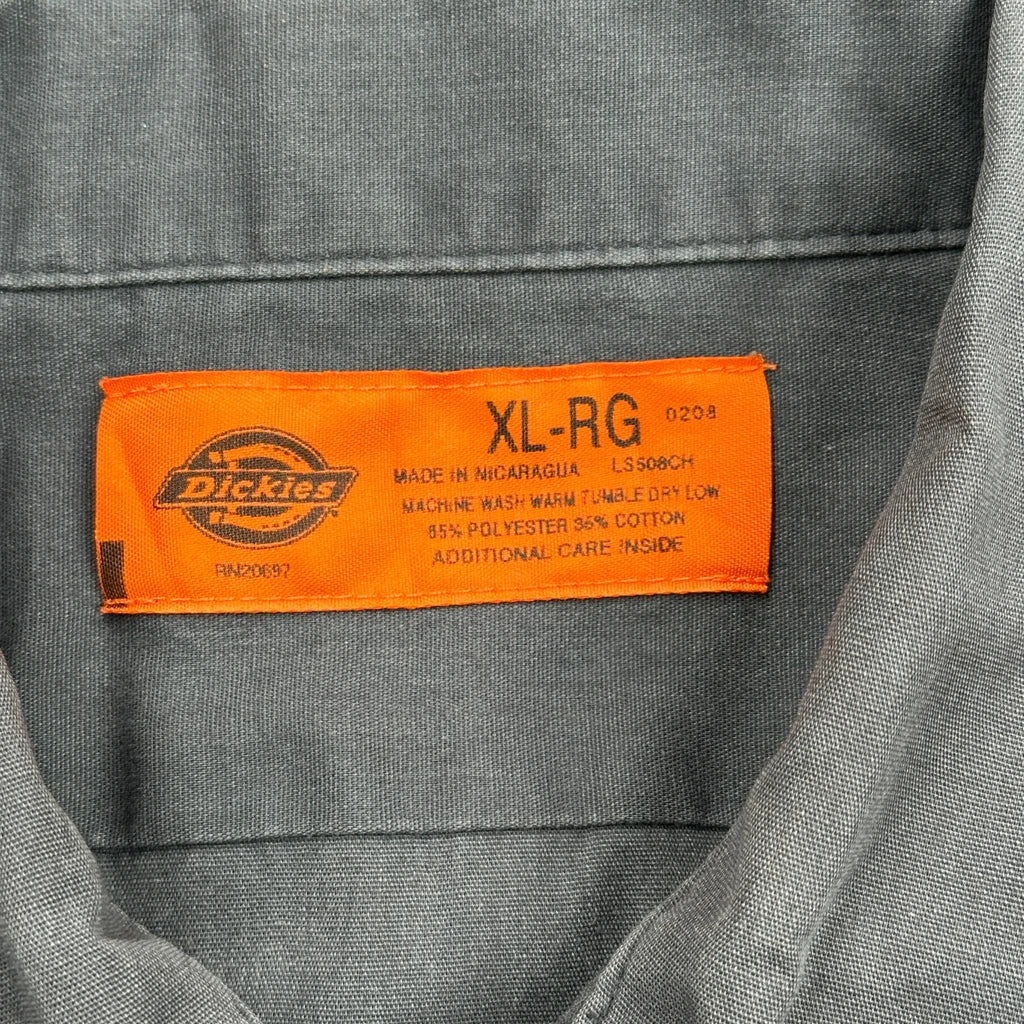 XL-RG 0208
MADE IN NICARAGUA LS508CH
MACHINE WASH WARM TUMBLE DRY LOW
65% POLYESTER 35% COTTON
ADDITIONAL CARE INSIDE
Dickies
RN20697